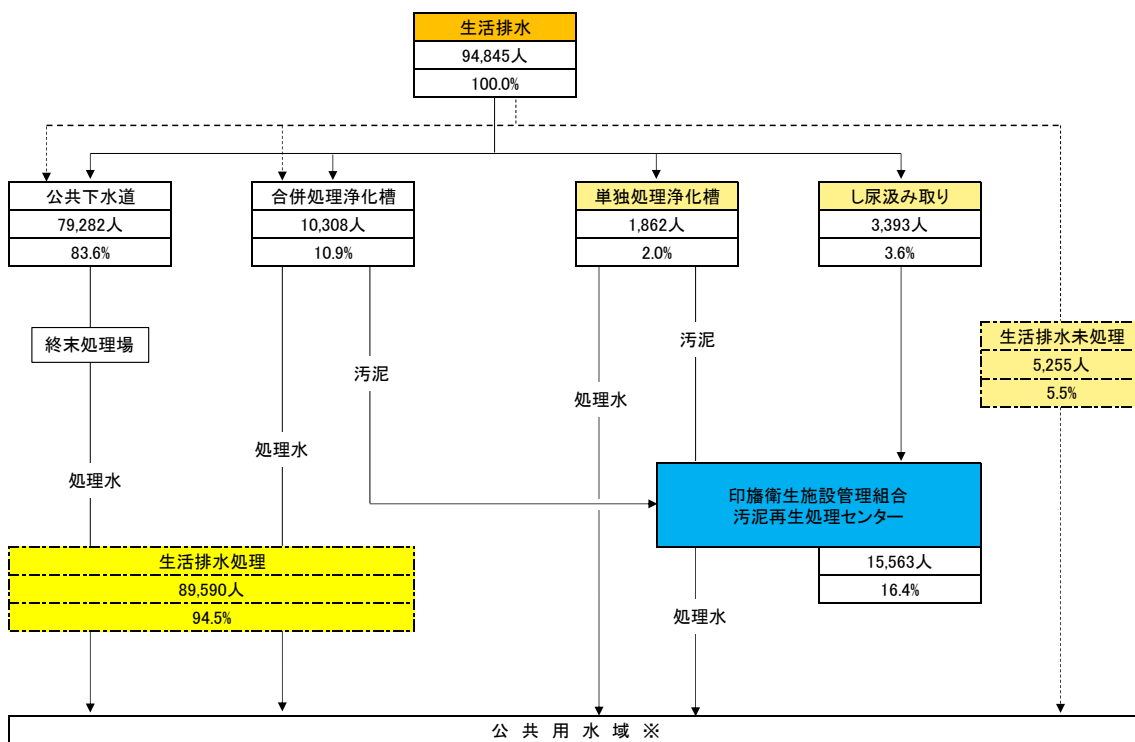 生活排水
94,845人
100.0%
公共下水道
79,282人
83.6%
合併処理浄化槽
10,308人
10.9%
単独処理浄化槽
1,862人
2.0%
し尿汲み取り
3,393人
3.6%
終末処理場
汚泥
汚泥
生活排水未処理
5,255人
5.5%
処理水
処理水
処理水
印旛衛生施設管理組合
汚泥再生処理センター
15,563人
16.4%
生活排水処理
89,590人
94.5%
処理水
公共用水域※